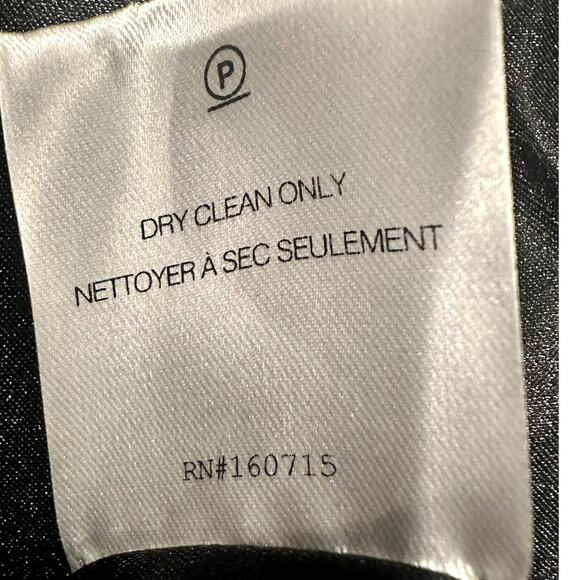 P
DRY CLEAN ONLY
NETTOYER À SEC SEULEMENT
RN#160715